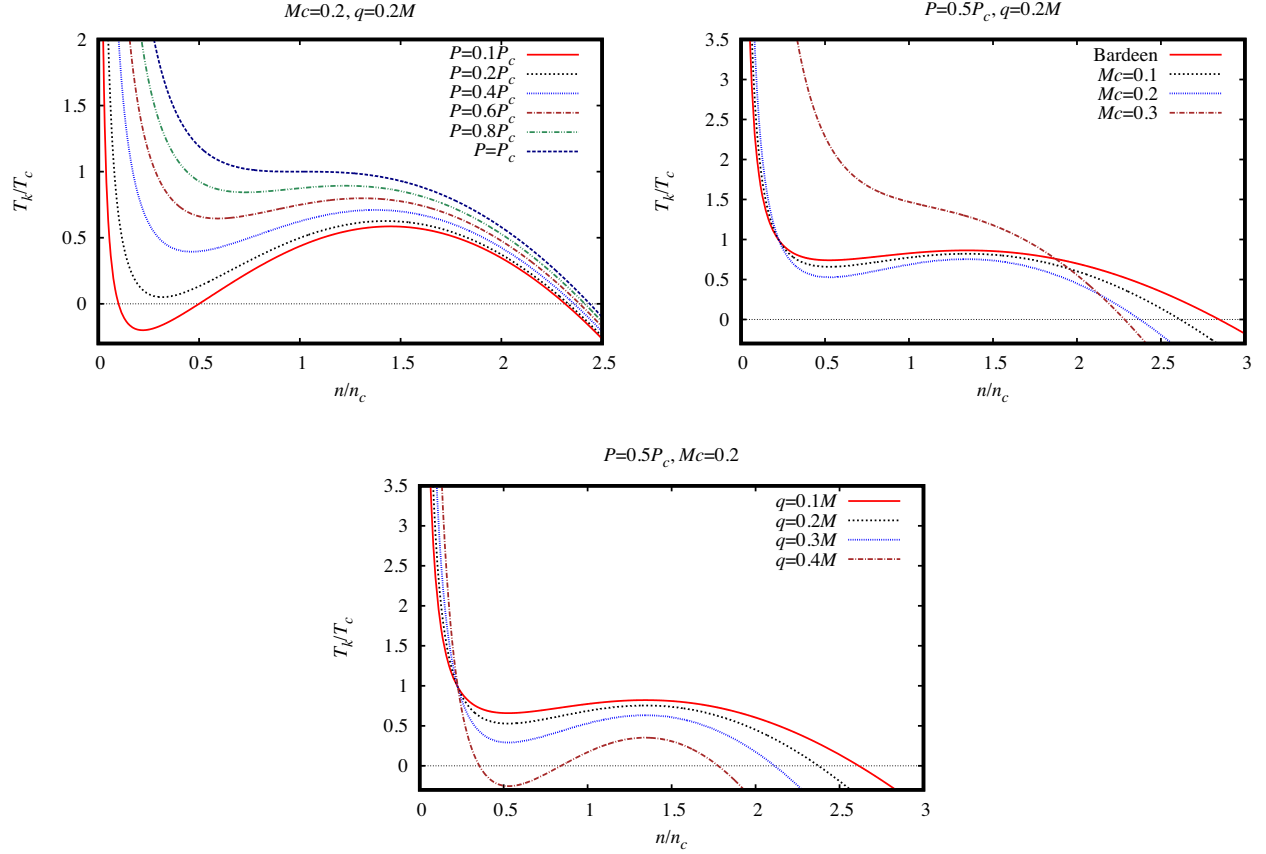 Mc=0.2, q=0.2M
P=0.1P_c
P=0.2P_c
P=0.4P_c
P=0.6P_c
P=0.8P_c
P=P_c
T_k/T_c
2
1.5
1
0.5
0
0 0.5 1 1.5 2 2.5
n/n_c
P=0.5P_c, q=0.2M
Bardeen
Mc=0.1
Mc=0.2
Mc=0.3
T_k/T_c
3.5
3
2.5
2
1.5
1
0.5
0
0 0.5 1 1.5 2 2.5 3
n/n_c
P=0.5P_c, Mc=0.2
q=0.1M
q=0.2M
q=0.3M
q=0.4M
T_k/T_c
3.5
3
2.5
2
1.5
1
0.5
0
0 0.5 1 1.5 2 2.5 3
n/n_c